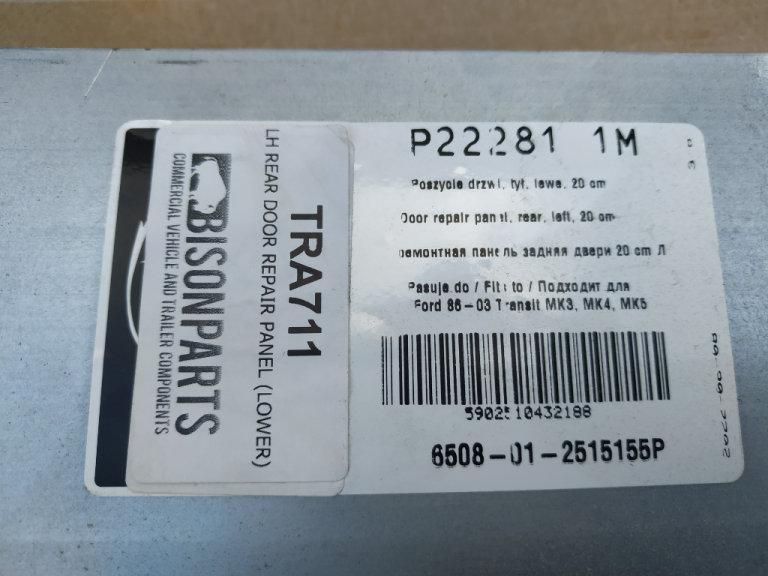 BISONPARTS
COMMERCIAL VEHICLE AND TRAILER COMPONENTS
TRA711
LH REAR DOOR REPAIR PANEL (LOWER)
P22281 1M
Poszycie drzwi, tył, lewe, 20 cm
Door repair panel, rear, left, 20 cm
ремонтная панель задняя двери 20 cm Л
Pasuje do / Fits to / Подходит для
Ford 86-03 Transit MK3, MK4, MK5
5902510432188
6508-01-2515155P